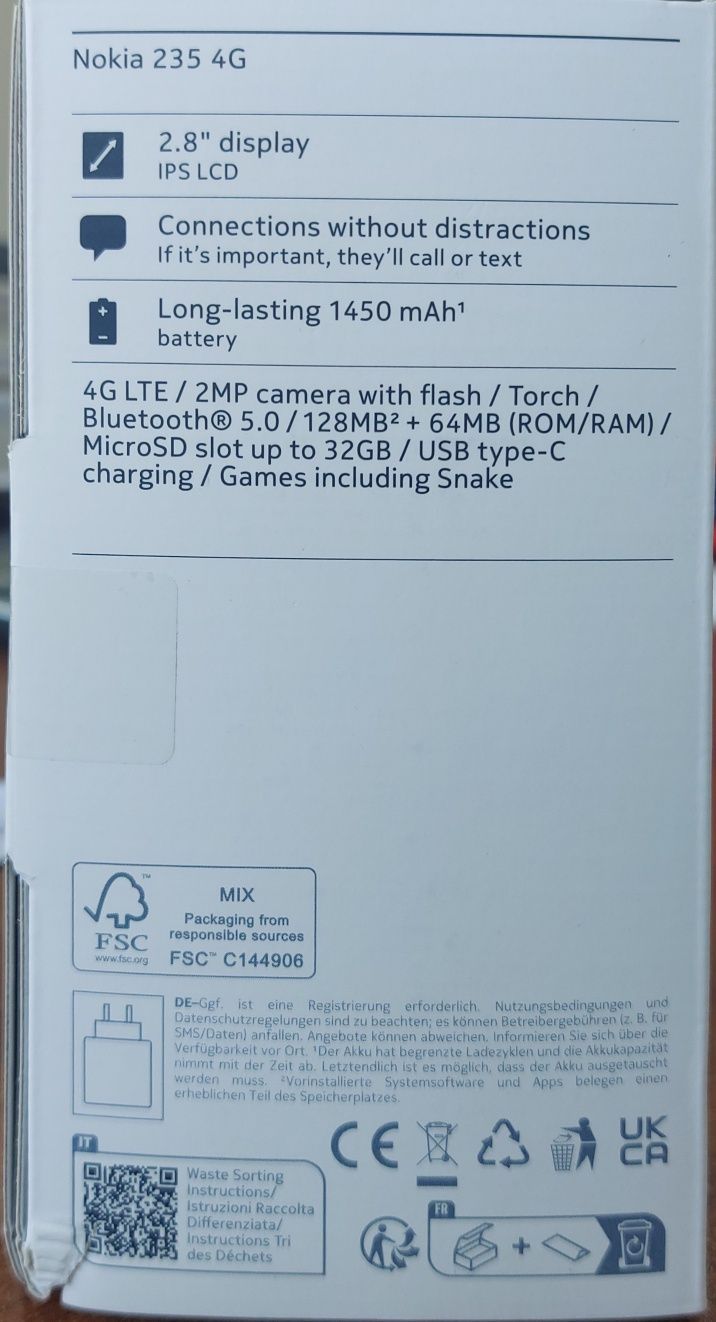 Nokia 235 4G
2.8" display
IPS LCD
Connections without distractions
If it's important, they'll call or text
Long-lasting 1450 mAh¹
battery
4G LTE / 2MP camera with flash / Torch /
Bluetooth® 5.0 / 128MB² + 64MB (ROM/RAM) /
MicroSD slot up to 32GB / USB type-C
charging / Games including Snake
™
FSC
www.fsc.org
MIX
Packaging from
responsible sources
FSC™ C144906
DE–Ggf. ist eine Registrierung erforderlich. Nutzungsbedingungen und
Datenschutzregelungen sind zu beachten; es können Betreibergebühren (z. B. für
SMS/Daten) anfallen. Angebote können abweichen. Informieren Sie sich über die
Verfügbarkeit vor Ort. ¹Der Akku hat begrenzte Ladezyklen und die Akkukapazität
nimmt mit der Zeit ab. Letztendlich ist es möglich, dass der Akku ausgetauscht
werden muss. ²Vorinstallierte Systemsoftware und Apps belegen einen
erheblichen Teil des Speicherplatzes.
CE
UK
CA
IT
Waste Sorting
Instructions/
Istruzioni Raccolta
Differenziata/
Instructions Tri
des Déchets
FR
+